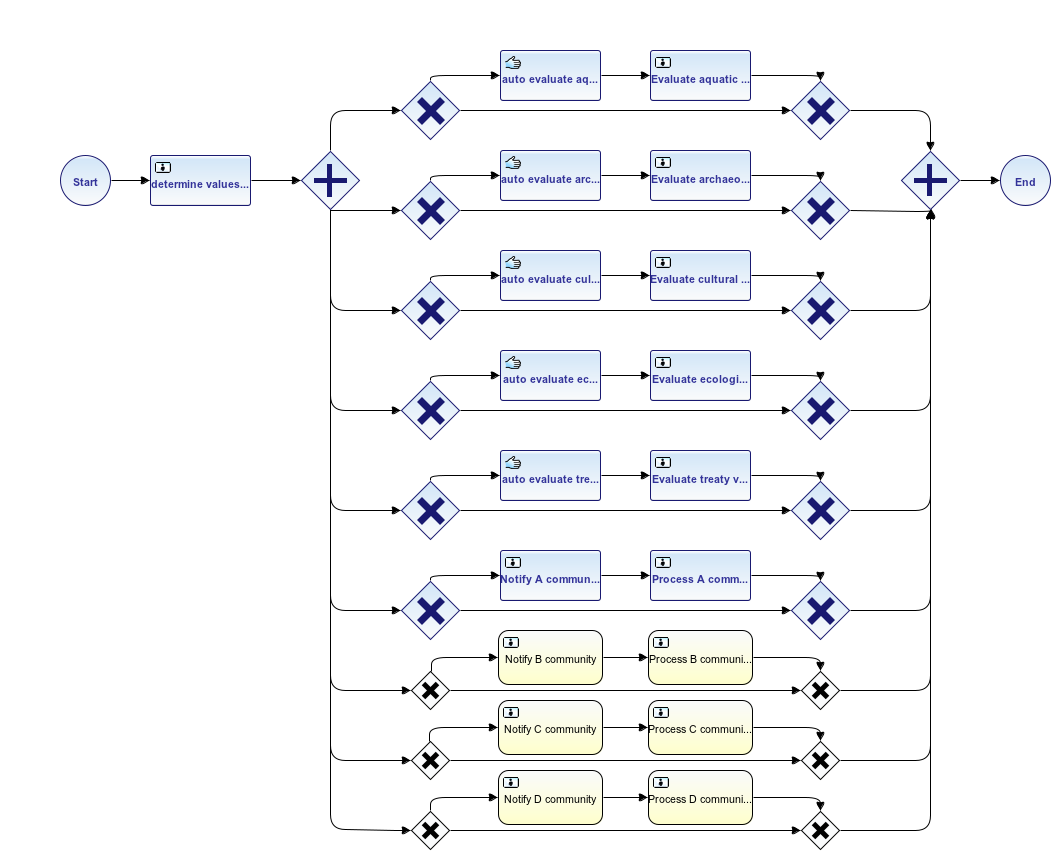 auto evaluate aq...
Evaluate aquatic ...
Start
determine values...
auto evaluate arc...
Evaluate archaeo...
End
auto evaluate cul...
Evaluate cultural ...
auto evaluate ec...
Evaluate ecologi...
auto evaluate tre...
Evaluate treaty v...
Notify A commun...
Process A comm...
Notify B community
Process B communi...
Notify C community
Process C communi...
Notify D community
Process D communi...